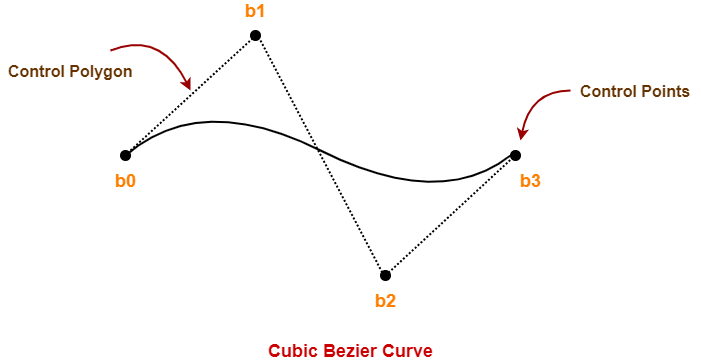 b1
Control Polygon
Control Points
b0
b3
b2
Cubic Bezier Curve